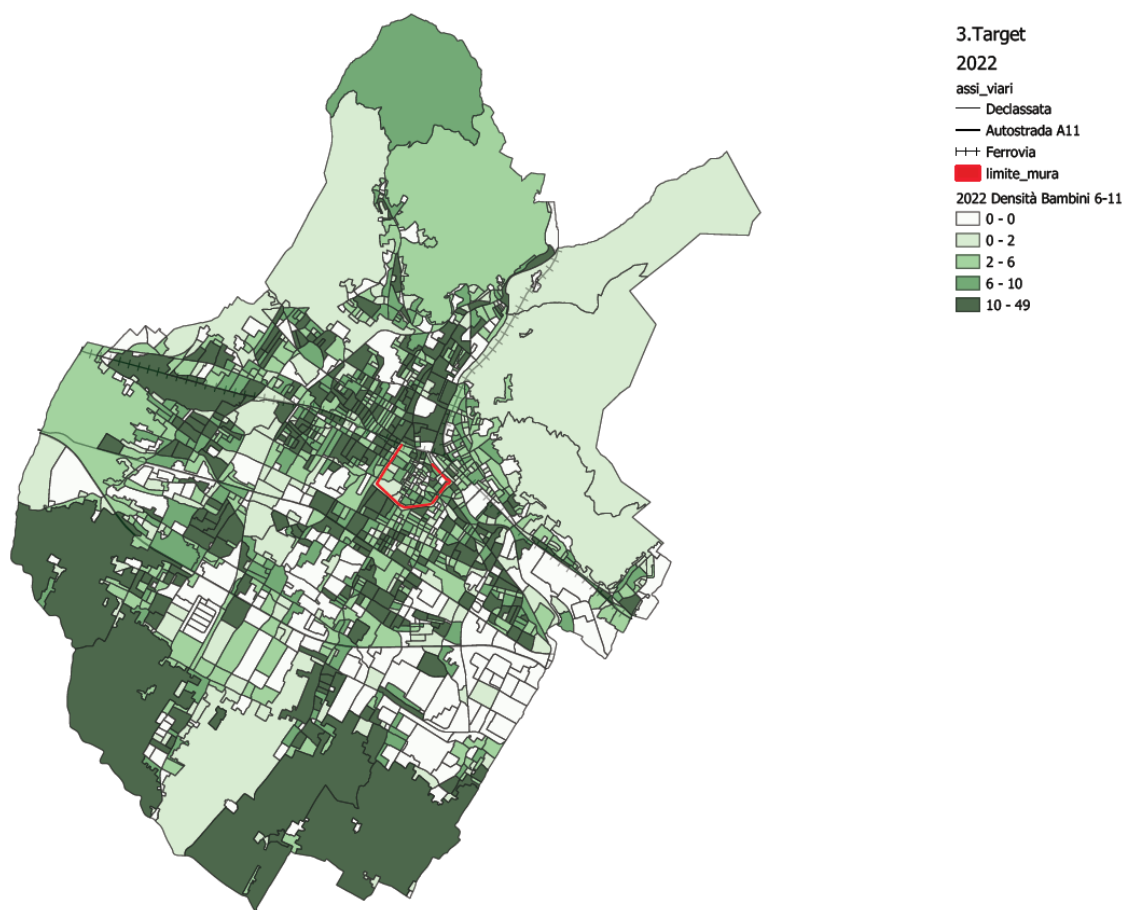 3.Target
2022
assi_viari
Declassata
Autostrada A11
Ferrovia
limite_mura
2022 Densità Bambini 6-11
0 - 0
0 - 2
2 - 6
6 - 10
10 - 49